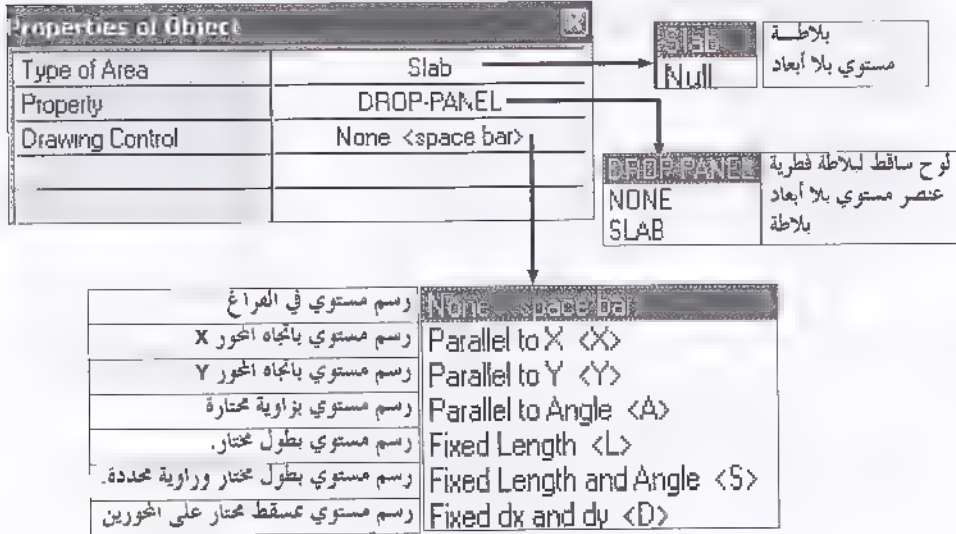 Properties of Object
Type of Area Slab
Property DROP-PANEL
Drawing Control None <space bar>
بلاطــة
Null مستوي بلا أبعاد
DROP-PANEL لوح ساقط لبلاطة فطرية
NONE عنصر مستوي بلا أبعاد
SLAB بلاطة
رسم مستوي في الفراغ None <space bar>
رسم مستوي باتجاه المحور X Parallel to X <X>
رسم مستوي باتجاه المحور Y Parallel to Y <Y>
رسم مستوي بزاوية مختارة Parallel to Angle <A>
رسم مستوي بطول مختار. Fixed Length <L>
رسم مستوي بطول مختار وزاوية محددة. Fixed Length and Angle <S>
رسم مستوي بمسقط مختار على المحورين Fixed dx and dy <D>